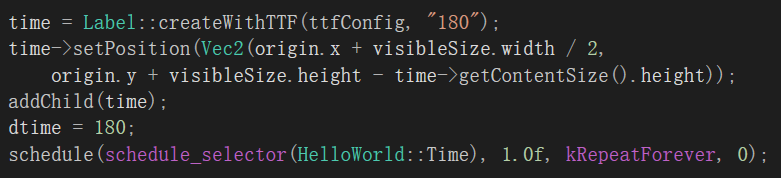 time = Label::createWithTTF(ttfConfig, "180");
time->setPosition(Vec2(origin.x + visibleSize.width / 2,
    origin.y + visibleSize.height - time->getContentSize().height));
addChild(time);
dtime = 180;
schedule(schedule_selector(HelloWorld::Time), 1.0f, kRepeatForever, 0);